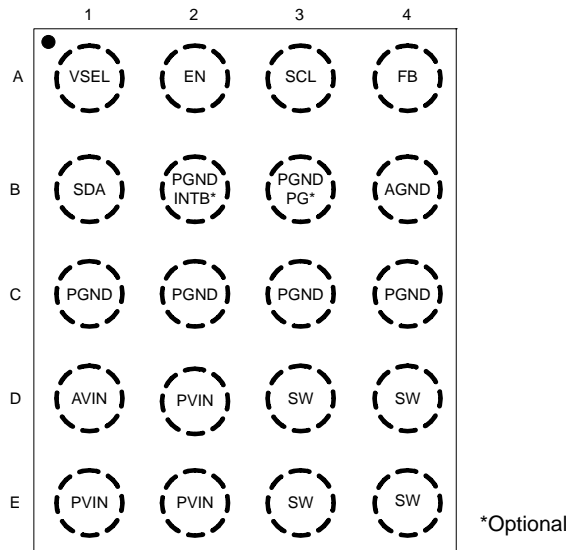 1 2 3 4
A VSEL EN SCL FB
B SDA PGND INTB* PGND PG* AGND
C PGND PGND PGND PGND
D AVIN PVIN SW SW
E PVIN PVIN SW SW
*Optional